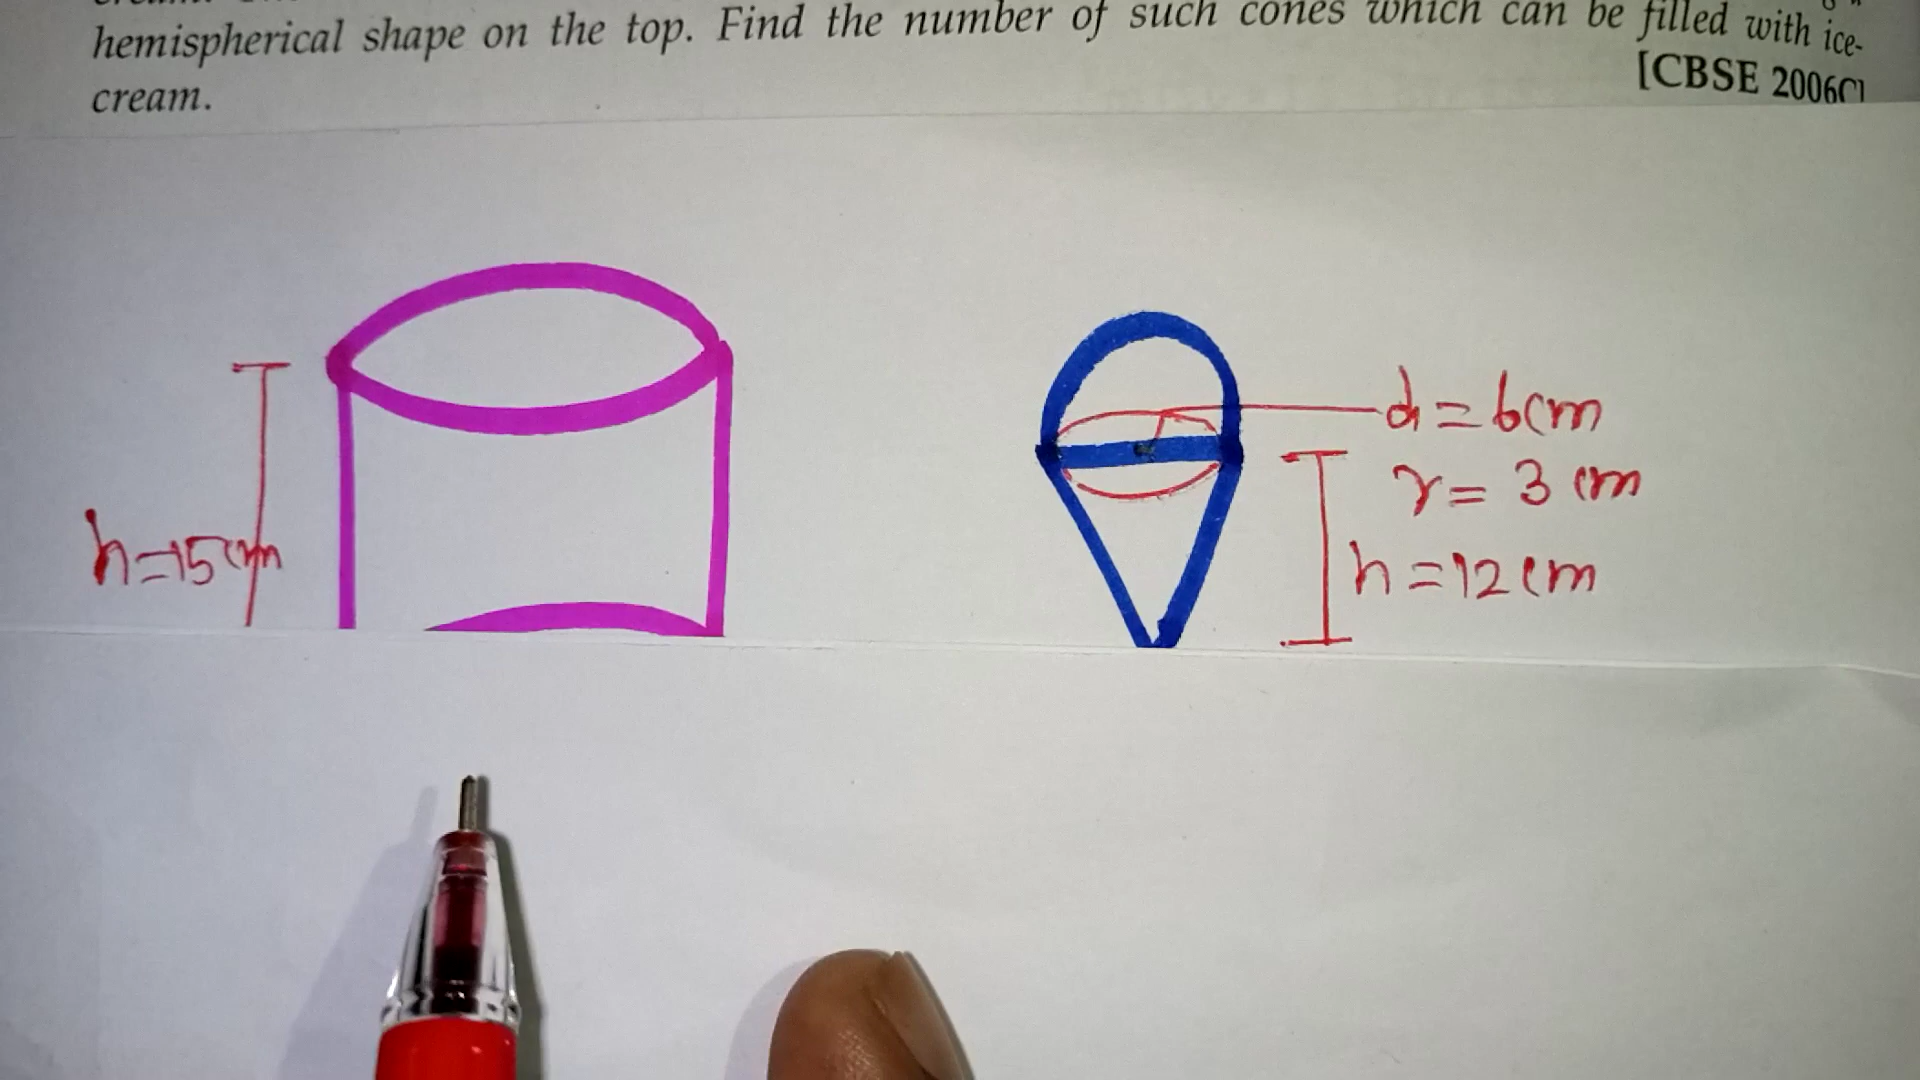 hemispherical shape on the top. Find the number of such cones which can be filled with ice-
cream.
[CBSE 2006C]
h=15cm
d=6cm
r= 3 cm
h=12cm